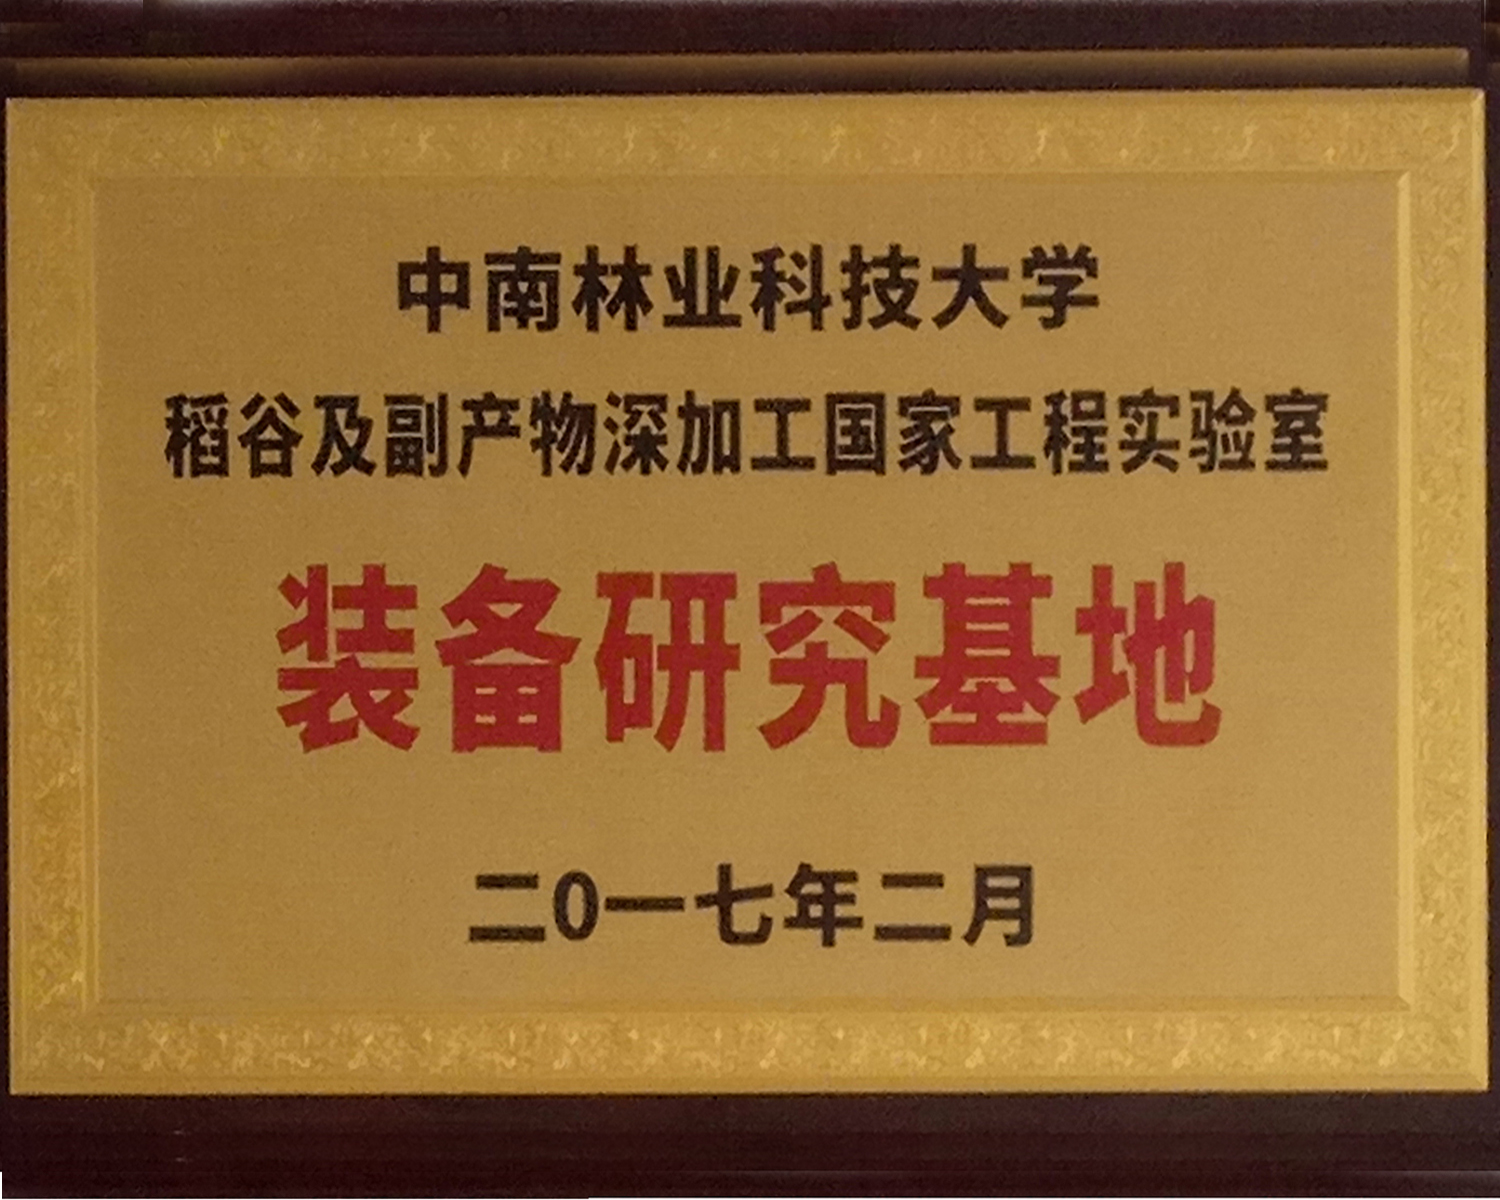 中南林业科技大学
稻谷及副产物深加工国家工程实验室
装备研究基地
二0一七年二月